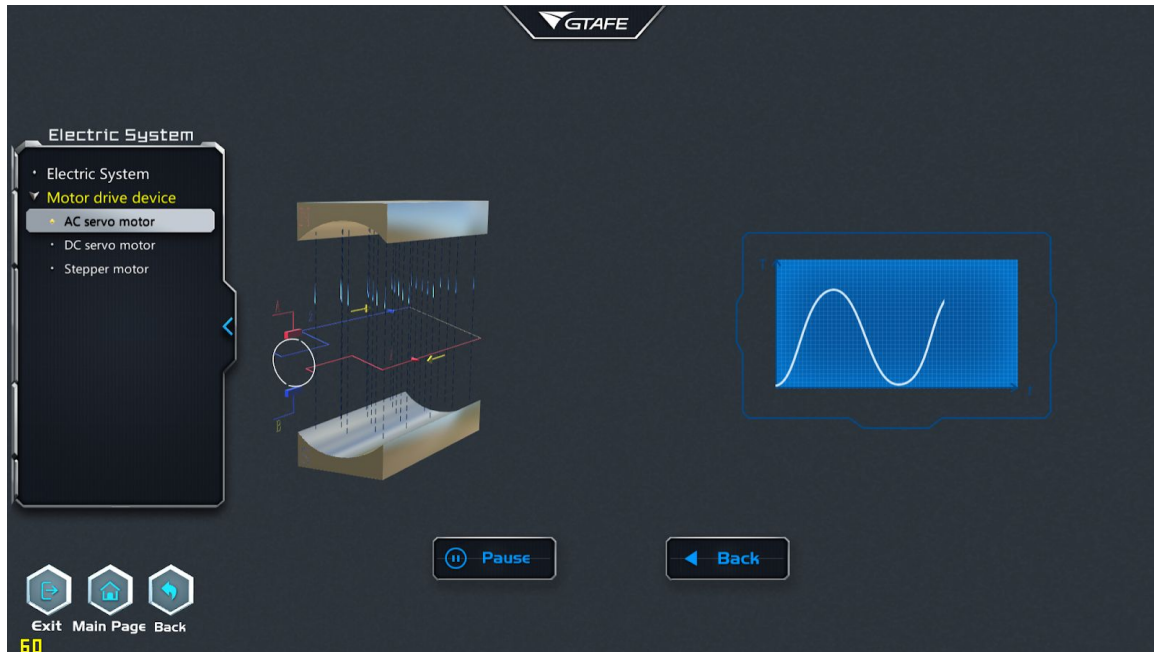 GTAFE
Electric System
Electric System
Motor drive device
AC servo motor
DC servo motor
Stepper motor
A
B
T
Pause
Back
Exit
Main Page
Back
60